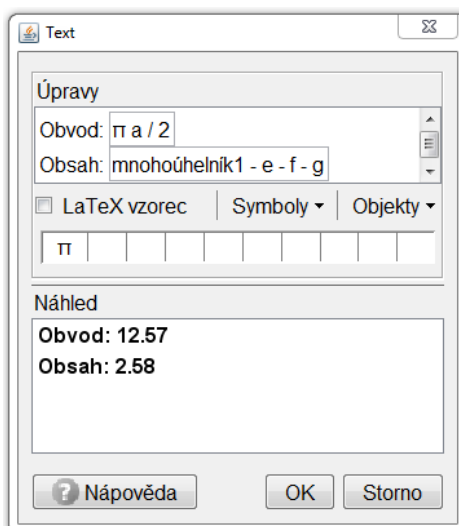 Text
Úpravy
Obvod: π a / 2
Obsah: mnohoúhelník1 - e - f - g
LaTeX vzorec Symboly Objekty
π
Náhled
Obvod: 12.57
Obsah: 2.58
Nápověda OK Storno